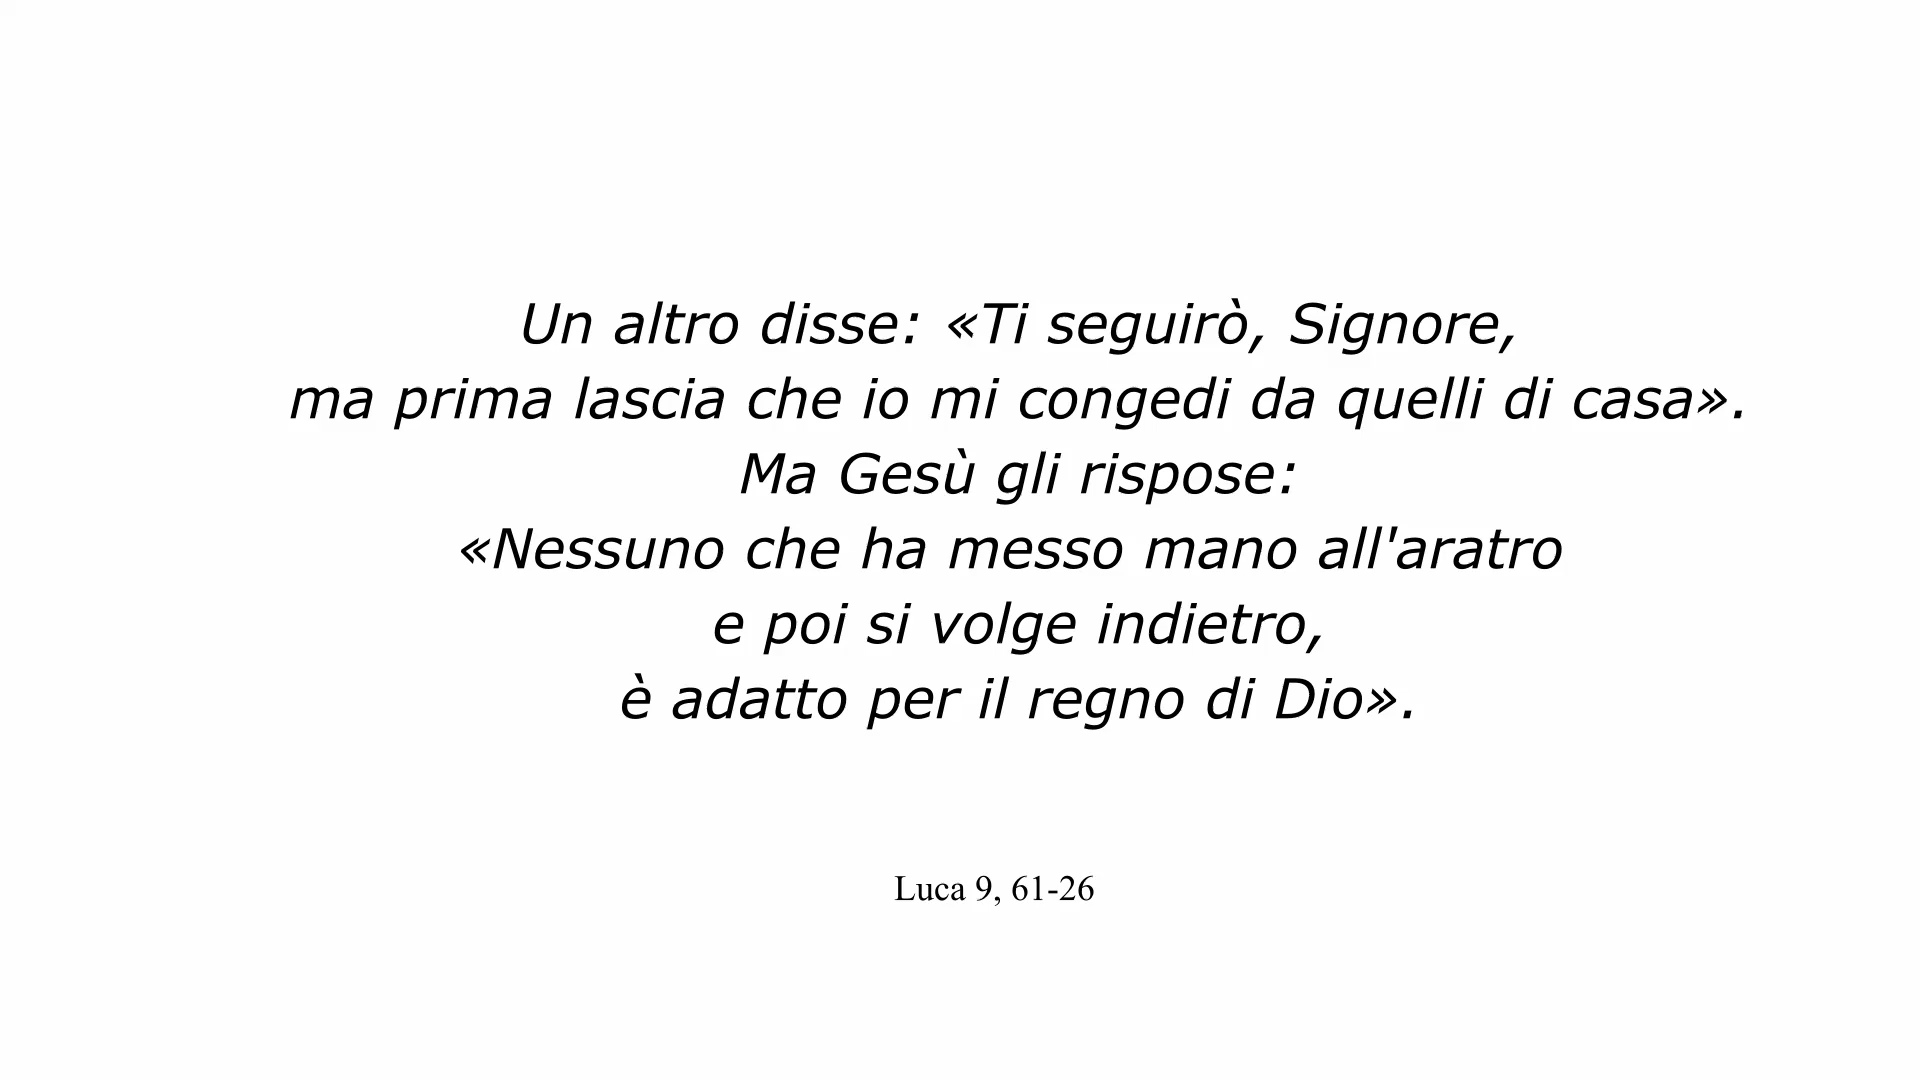 Un altro disse: «Ti seguirò, Signore,
ma prima lascia che io mi congedi da quelli di casa».
Ma Gesù gli rispose:
«Nessuno che ha messo mano all'aratro
e poi si volge indietro,
è adatto per il regno di Dio».
Luca 9, 61-26